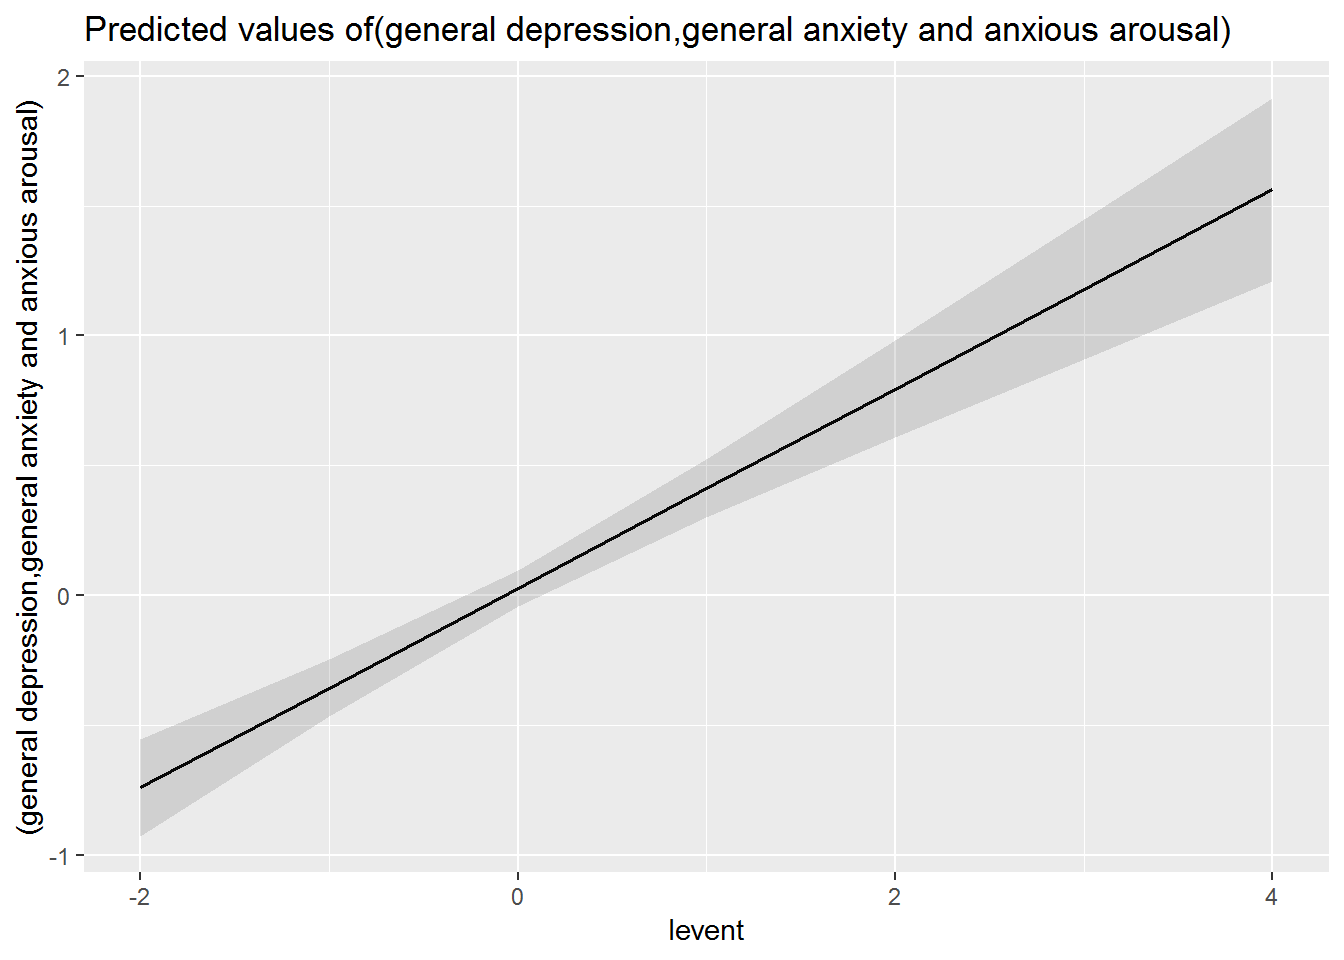 Predicted values of(general depression,general anxiety and anxious arousal)
(general depression,general anxiety and anxious arousal)
2
1
0
-1
-2
0
2
4
levent